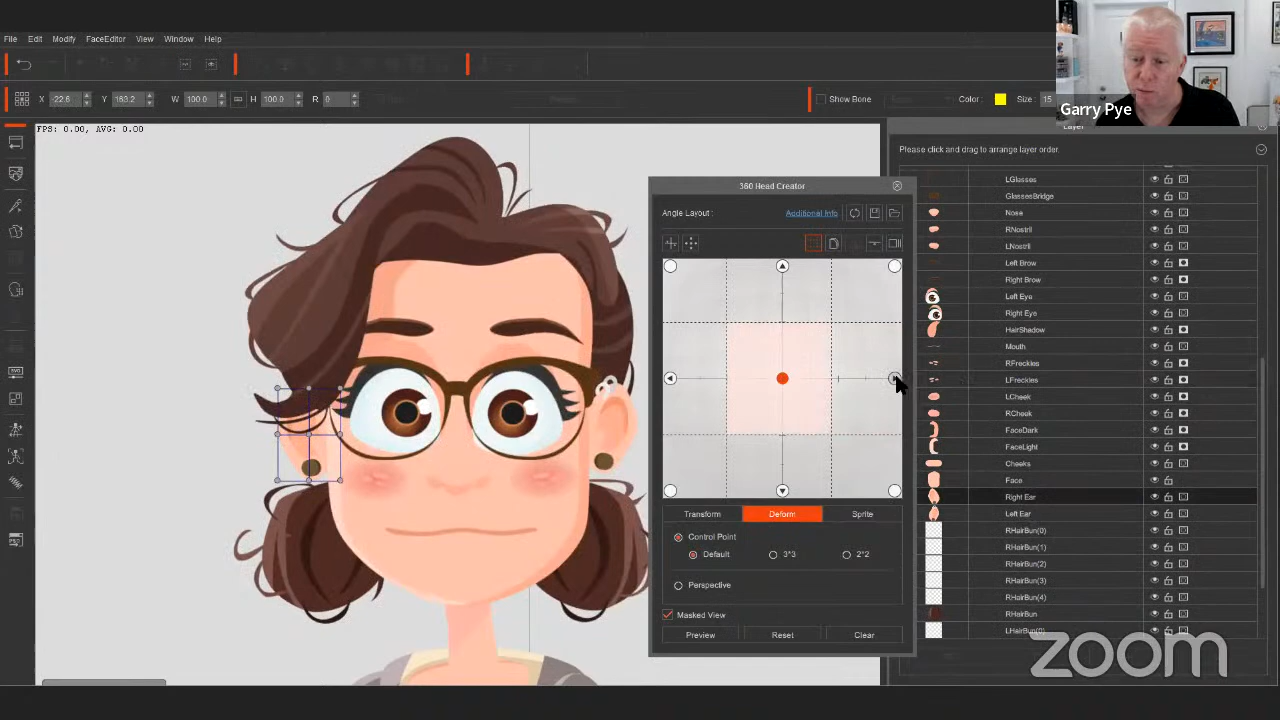 File Edit Modify FaceEditor View Window Help
X -22.6 Y 163.2 W 100.0 H 100.0 R 0
Show Bone
Color: Size: 15
Garry Pye
FPS: 0.00, AVG: 0.00
Layer
Please click and drag to arrange layer order.
360 Head Creator
Angle Layout :
Additional Info
Transform
Deform
Sprite
Control Point
Default
3*3
2*2
Perspective
Masked View
Preview
Reset
Clear
LGlasses
GlassesBridge
Nose
RNostril
LNostril
Left Brow
Right Brow
Left Eye
Right Eye
HairShadow
Mouth
RFreckles
LFreckles
LCheek
RCheek
FaceDark
FaceLight
Cheeks
Face
Right Ear
Left Ear
RHairBun(0)
RHairBun(1)
RHairBun(2)
RHairBun(3)
RHairBun(4)
RHairBun
LHairBun(0)
zoom